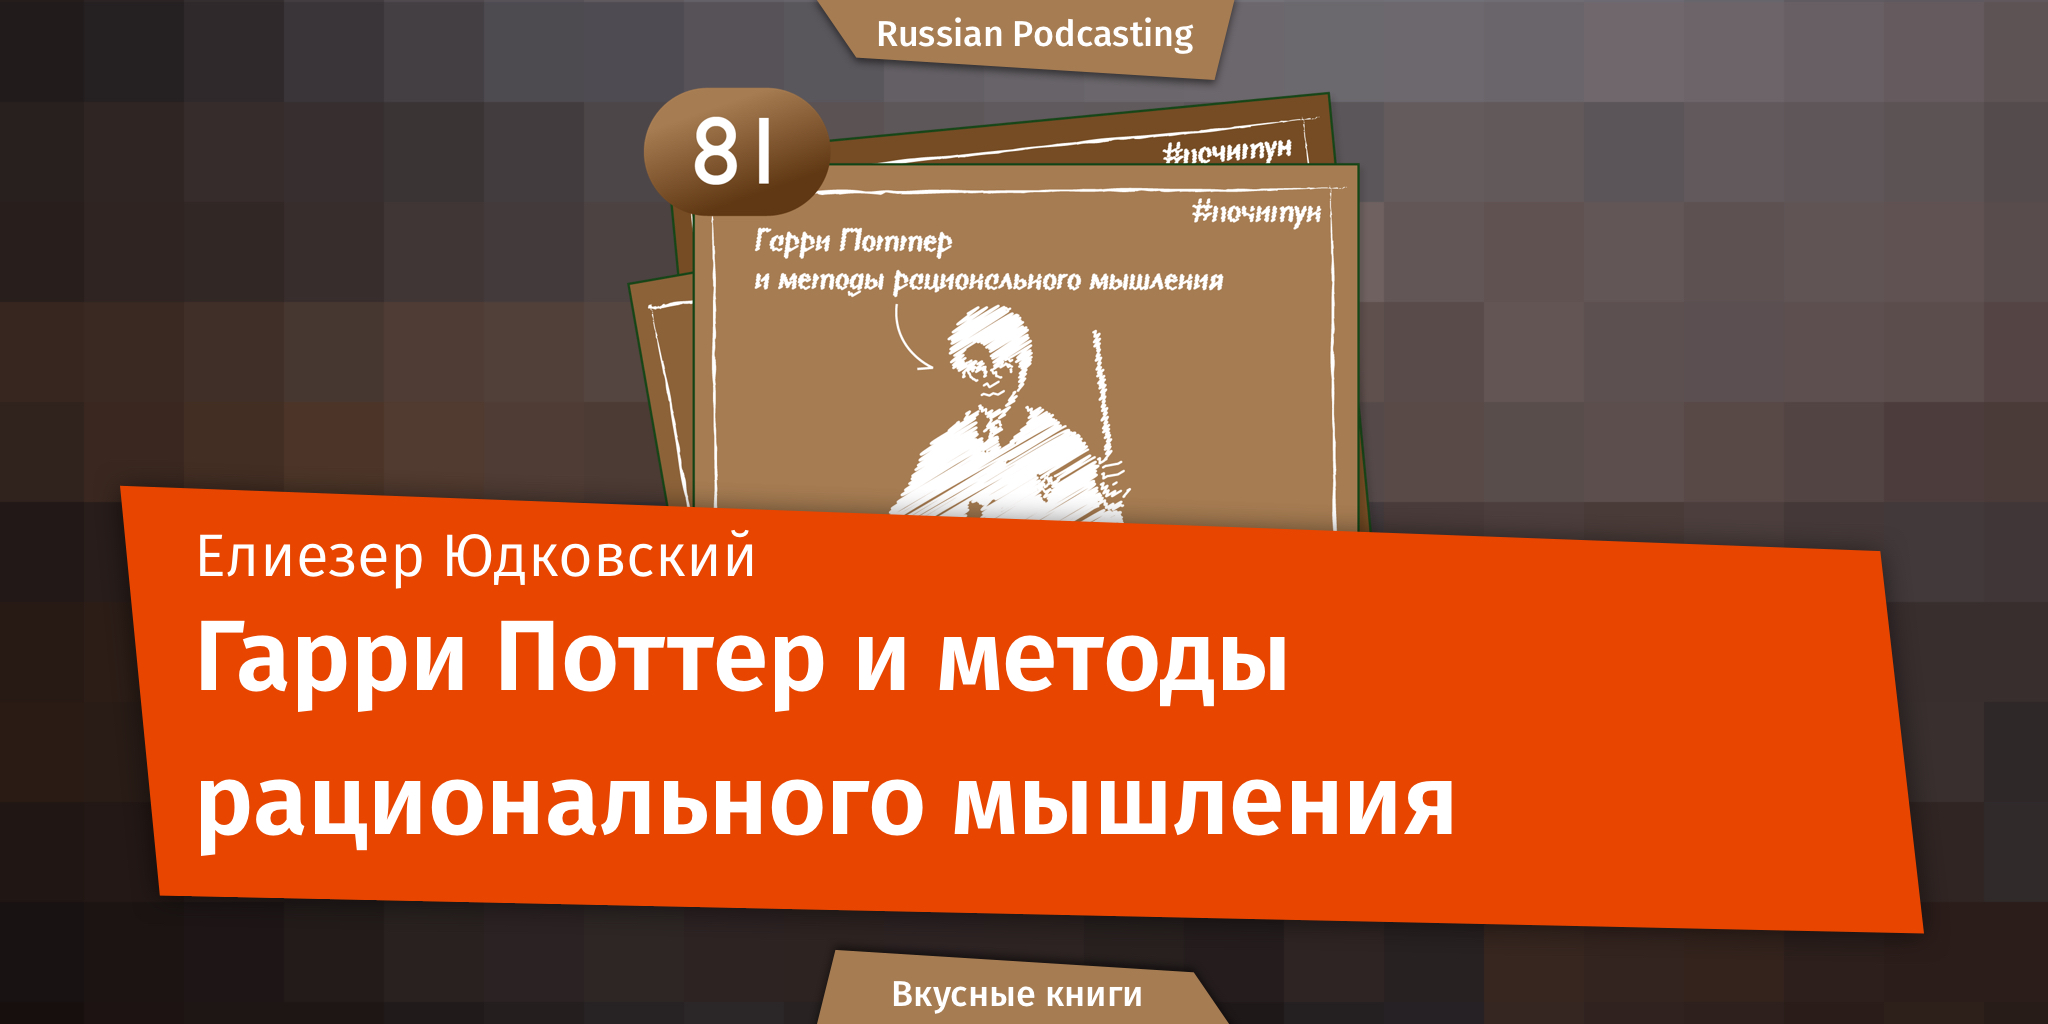 Russian Podcasting
81
#почитун
#почитун
Гарри Поттер
и методы рационального мышления
Елиезер Юдковский
Гарри Поттер и методы
рационального мышления
Вкусные книги